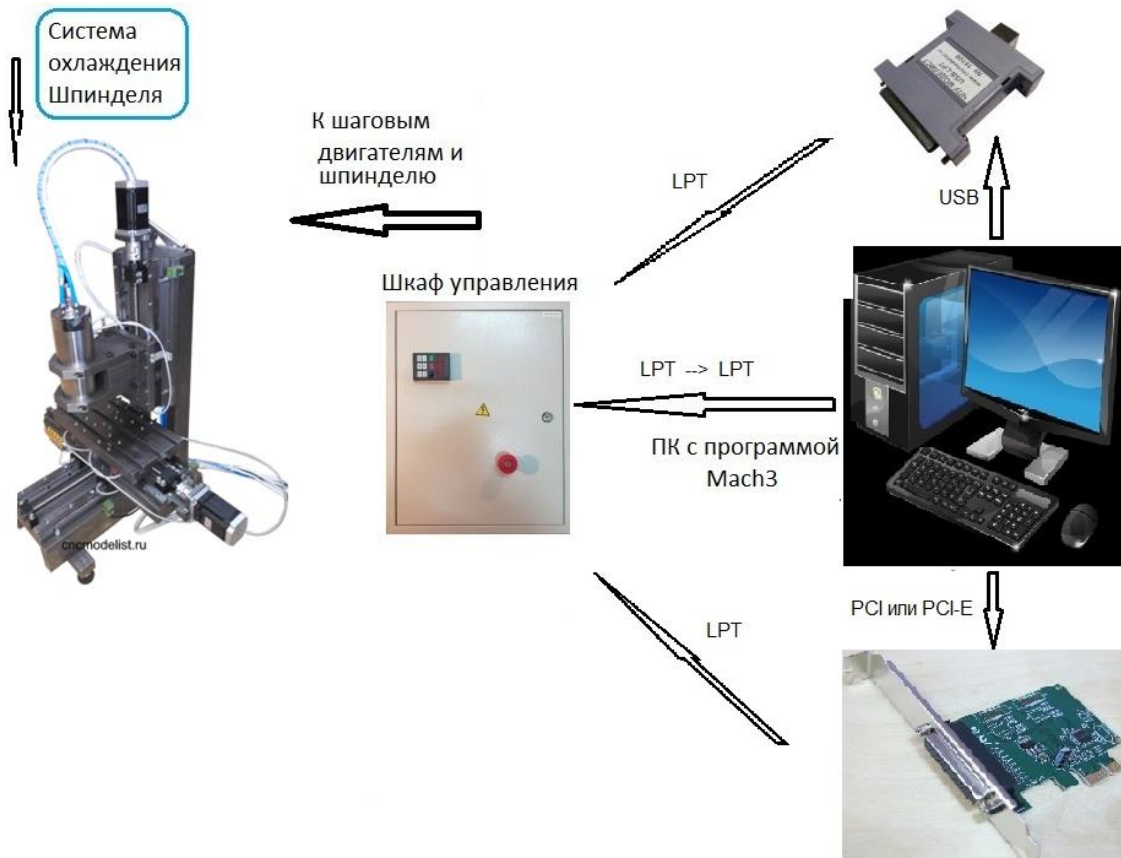 Система
охлаждения
Шпинделя
К шаговым
двигателям и
шпинделю
LPT
USB
Шкаф управления
LPT --> LPT
ПК с программой
Mach3
cncmodelist.ru
PCI или PCI-E
LPT